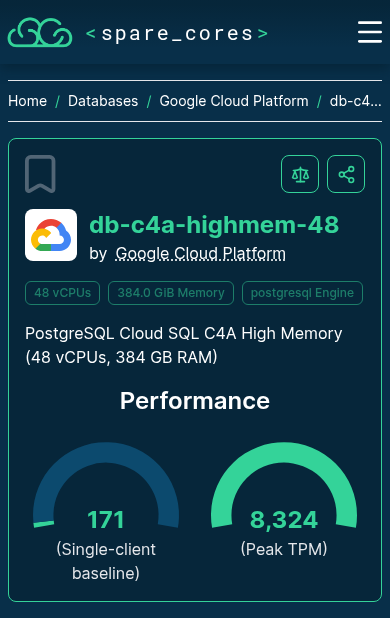 <spare_cores>
Home / Databases / Google Cloud Platform / db-c4...
db-c4a-highmem-48
by Google Cloud Platform
48 vCPUs 384.0 GiB Memory postgresql Engine
PostgreSQL Cloud SQL C4A High Memory
(48 vCPUs, 384 GB RAM)
Performance
171 8,324
(Single-client (Peak TPM)
baseline)